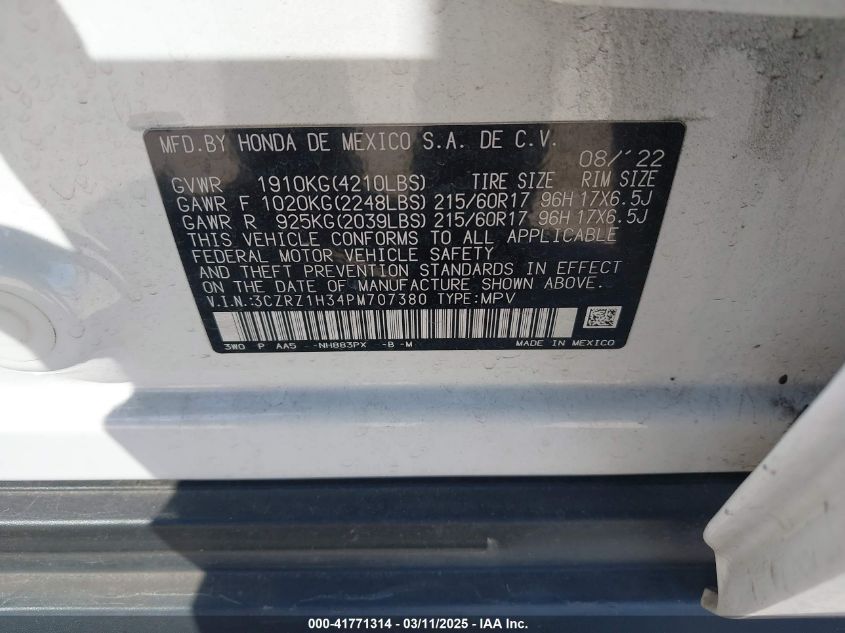 MFD.BY HONDA DE MEXICO S.A. DE C.V. 08/'22
GVWR 1910KG(4210LBS) TIRE SIZE RIM SIZE
GAWR F 1020KG(2248LBS) 215/60R17 96H 17X6.5J
GAWR R 925KG(2039LBS) 215/60R17 96H 17X6.5J
THIS VEHICLE CONFORMS TO ALL APPLICABLE
FEDERAL MOTOR VEHICLE SAFETY
AND THEFT PREVENTION STANDARDS IN EFFECT
ON THE DATE OF MANUFACTURE SHOWN ABOVE.
V.I.N.:3CZRZ1H34PM707380 TYPE:MPV
3W0 P AA5 -NH883PX -B -M MADE IN MEXICO
000-41771314 - 03/11/2025 - IAA Inc.